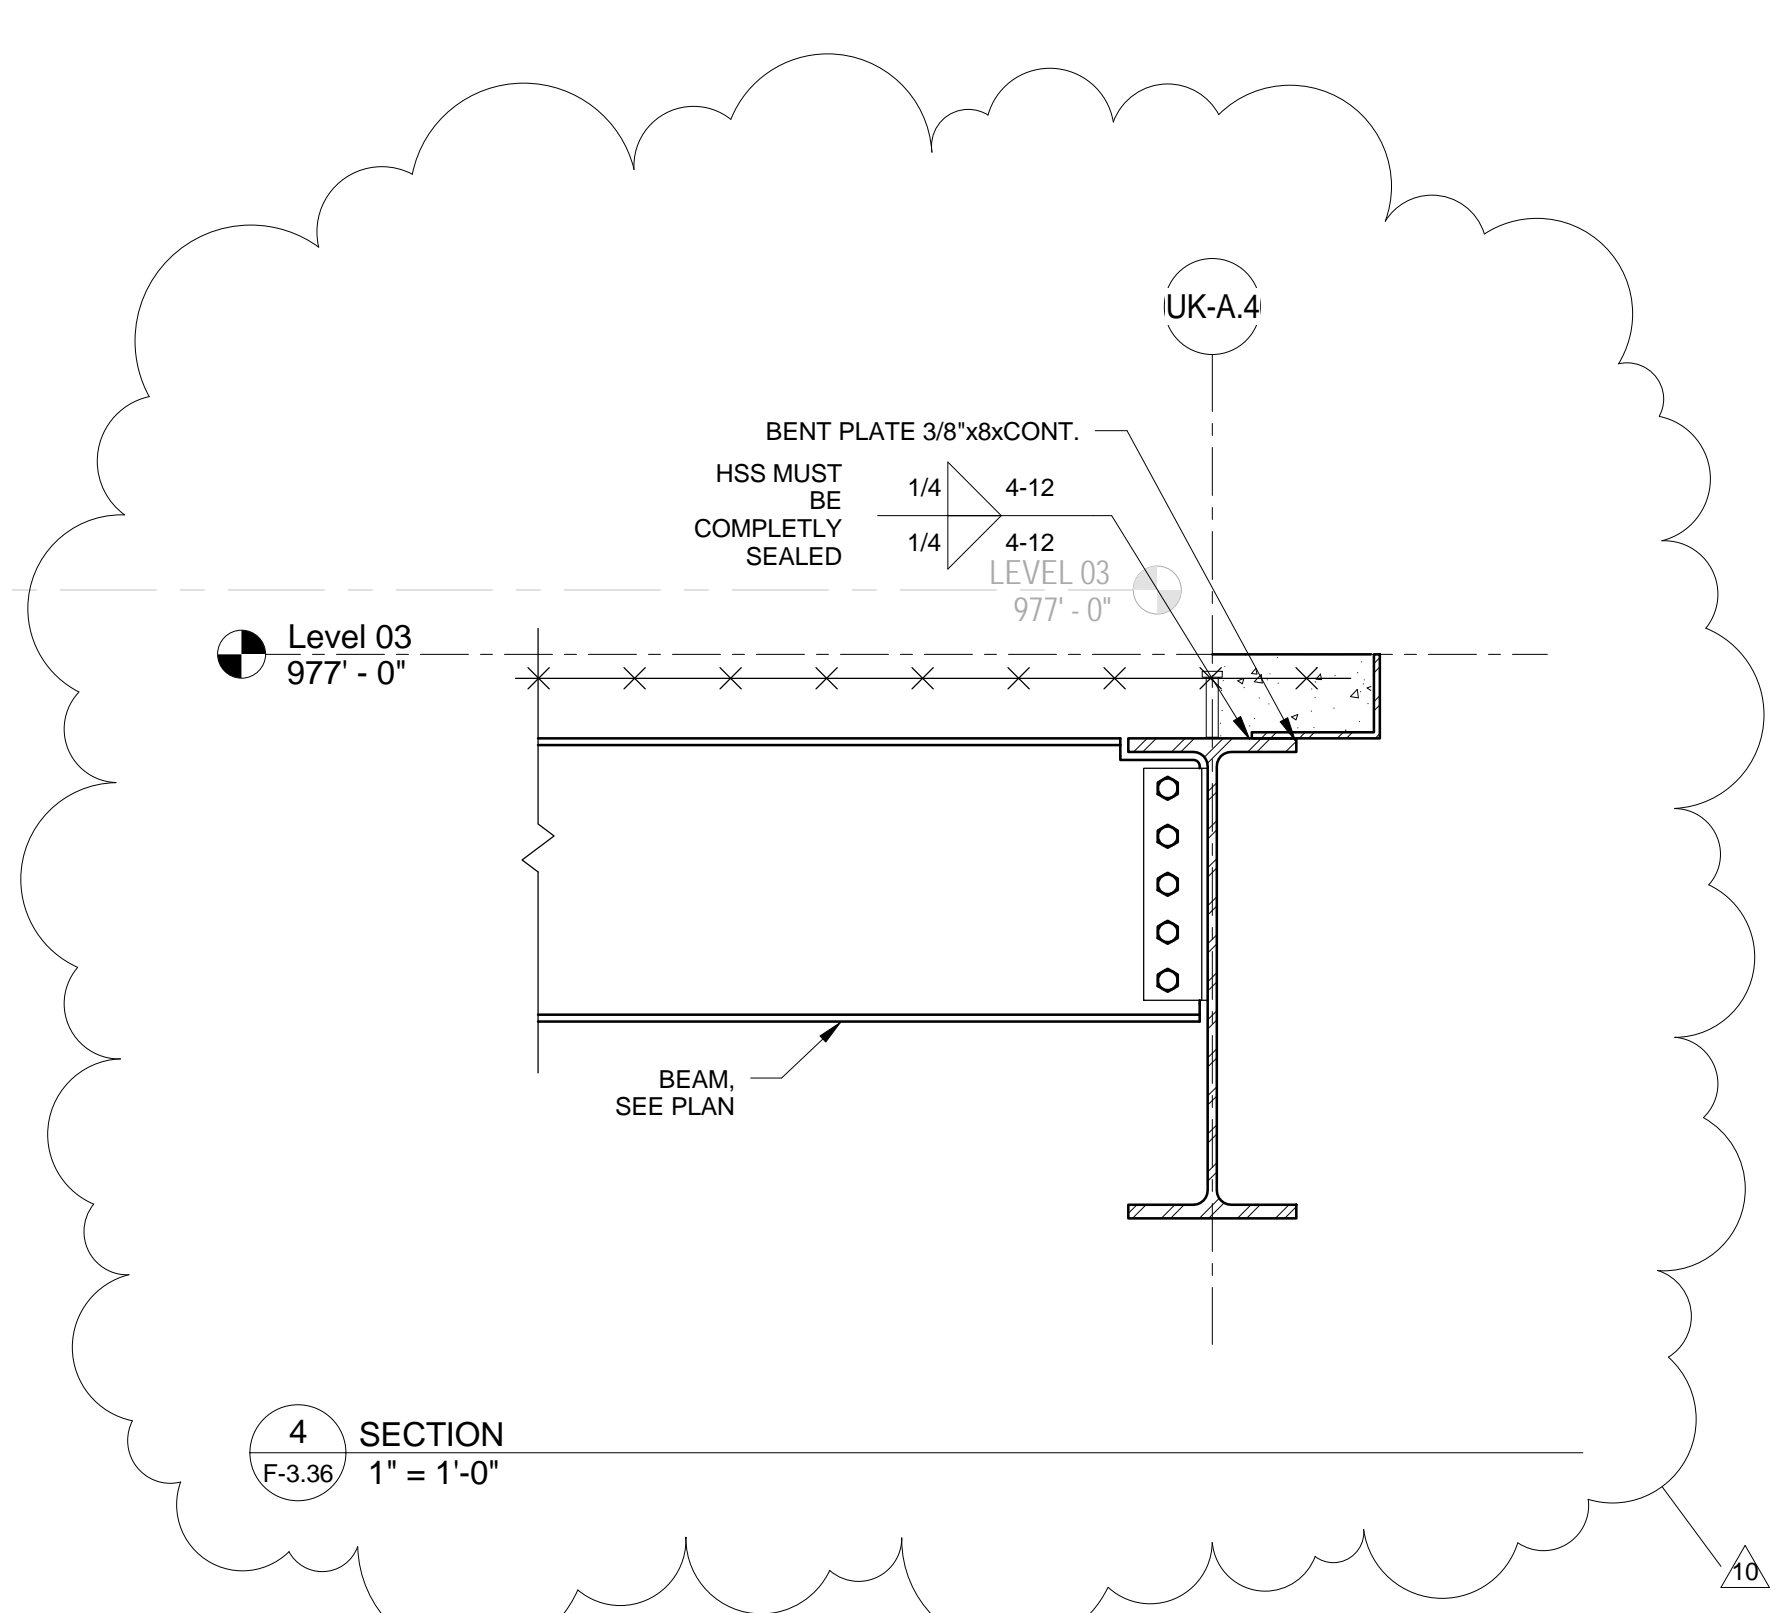 UK-A.4
BENT PLATE 3/8"x8xCONT.
HSS MUST
BE
COMPLETLY
SEALED
1/4 4-12
1/4 4-12
LEVEL 03
977' - 0"
Level 03
977' - 0"
BEAM,
SEE PLAN
4 SECTION
F-3.36 1" = 1'-0"
10